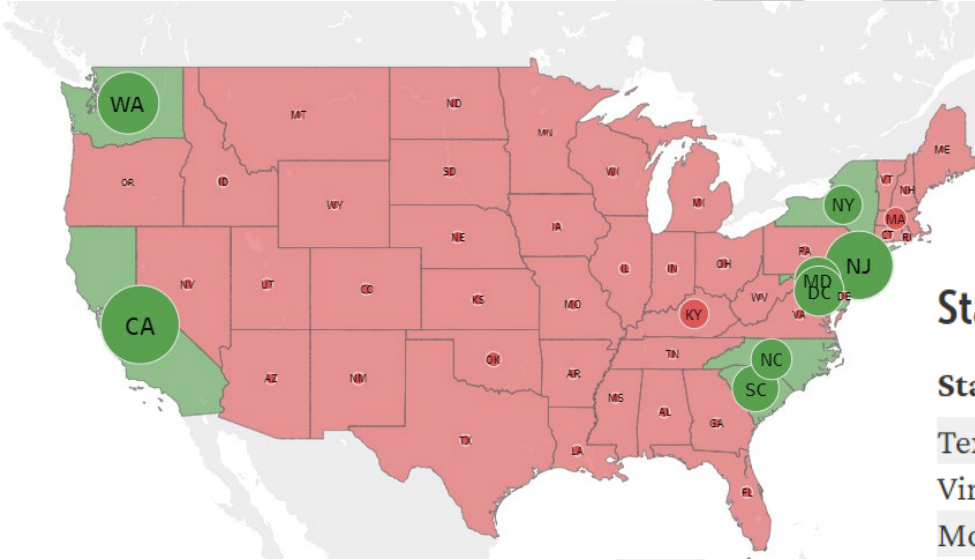 WA
MT
ND
MN
OR
ID
SD
WI
MI
ME
VT
NH
NY
MA
CT
RI
WY
NE
IA
PA
NJ
NV
UT
CO
KS
MO
IL
IN
OH
MD
DC
DE
WV
VA
KY
CA
TN
NC
SC
AZ
NM
OK
AR
MS
AL
GA
TX
LA
FL
St
Sta
Tex
Vir
Mo